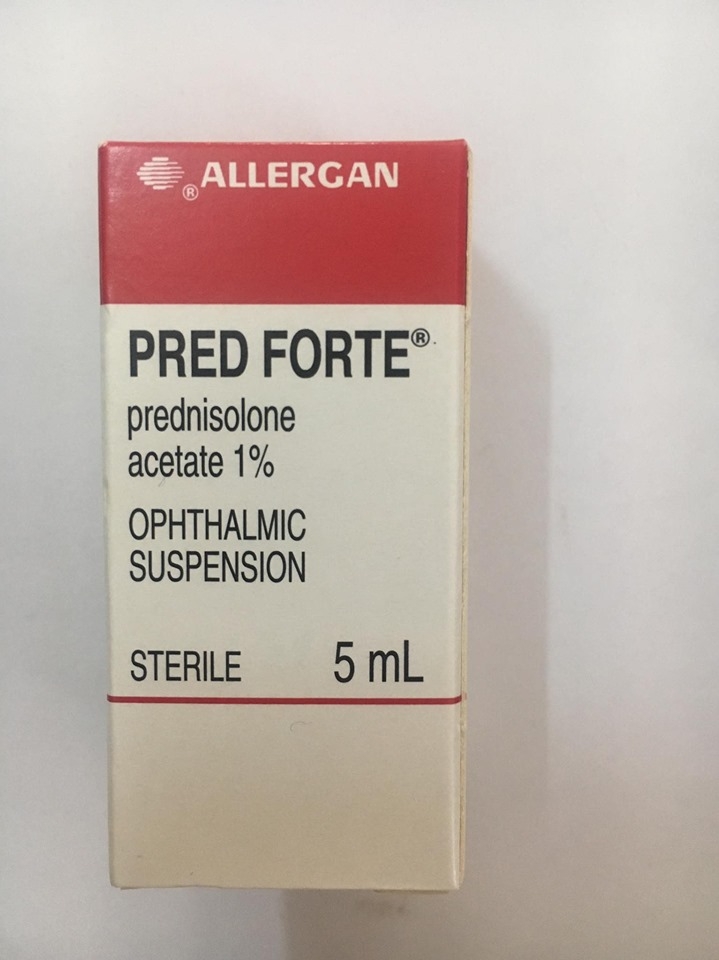 ® ALLERGAN
PRED FORTE®
prednisolone
acetate 1%
OPHTHALMIC
SUSPENSION
STERILE 5 mL